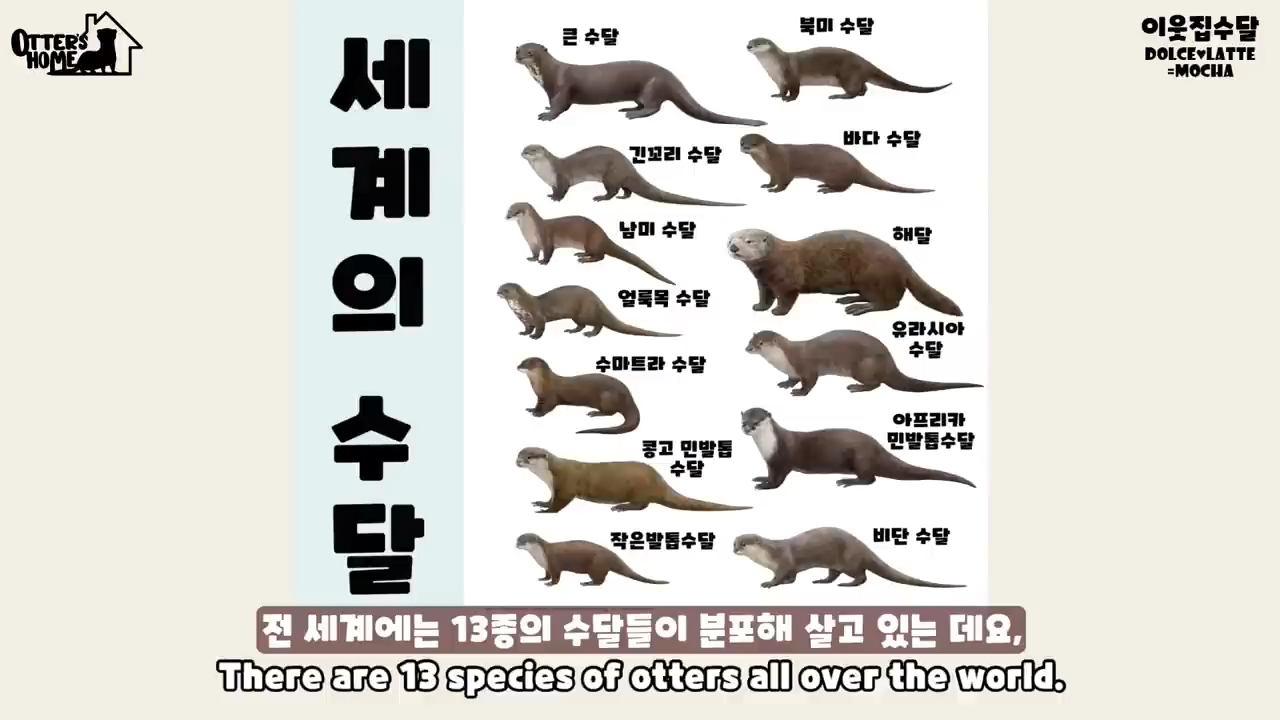 OTTER'S
HOME
이웃집수달
DOLCE♥LATTE
=MOCHA
세계의 수달
큰 수달
북미 수달
긴꼬리 수달
바다 수달
남미 수달
해달
얼룩목 수달
유라시아
수달
수마트라 수달
아프리카
민발톱수달
콩고 민발톱
수달
작은발톱수달
비단 수달
전 세계에는 13종의 수달들이 분포해 살고 있는 데요,
There are 13 species of otters all over the world.